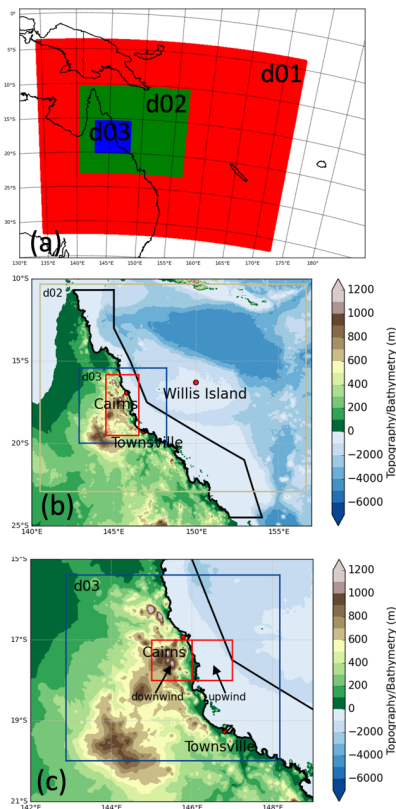 0°
5°S
10°S
15°S
20°S
25°S
30°S
d01
d02
d03
(a)
130°E 135°E 140°E 145°E 150°E 155°E 160°E 165°E 170°E 175°E 180°
10°S
15°S
20°S
25°S
d02
d03
Willis Island
Cairns
Townsville
(b)
140°E 145°E 150°E 155°E
1200
1000
800
600
400
200
0
−2000
−4000
−6000
Topography/Bathymetry (m)
15°S
17°S
19°S
21°S
d03
Cairns
downwind upwind
Townsville
(c)
142°E 144°E 146°E 148°E
1200
1000
800
600
400
200
0
−2000
−4000
−6000
Topography/Bathymetry (m)